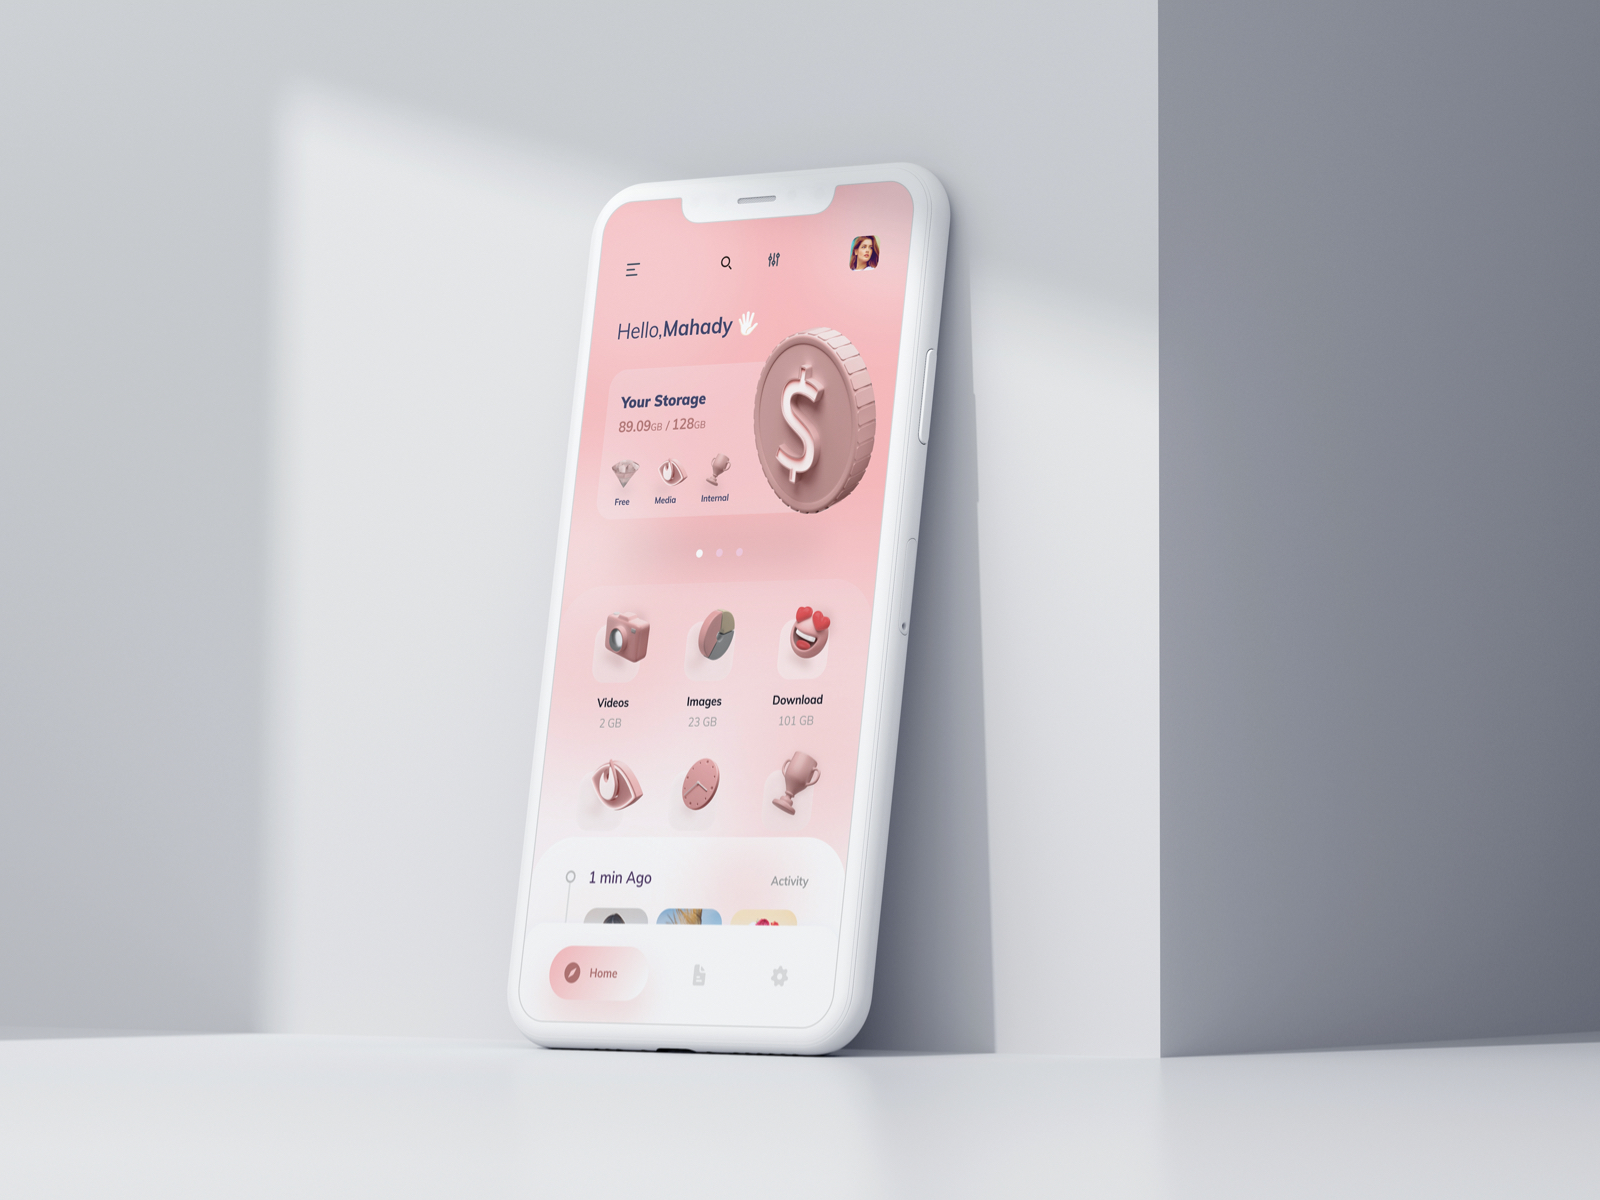 Hello,Mahady
Your Storage
89.09GB / 128GB
Free Media Internal
Videos Images Download
2 GB 23 GB 101 GB
1 min Ago Activity
Home